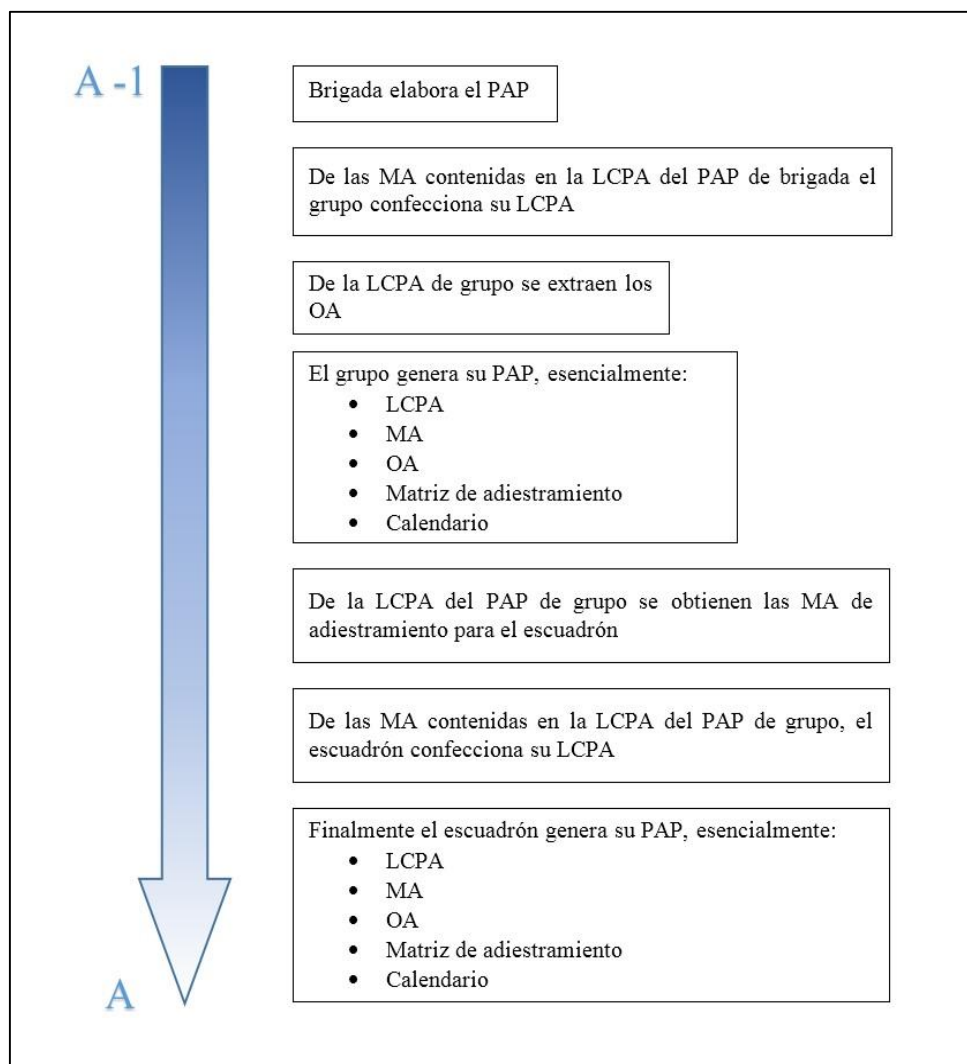 A -1
Brigada elabora el PAP
De las MA contenidas en la LCPA del PAP de brigada el
grupo confecciona su LCPA
De la LCPA de grupo se extraen los
OA
El grupo genera su PAP, esencialmente:
• LCPA
• MA
• OA
• Matriz de adiestramiento
• Calendario
De la LCPA del PAP de grupo se obtienen las MA de
adiestramiento para el escuadrón
De las MA contenidas en la LCPA del PAP de grupo, el
escuadrón confecciona su LCPA
Finalmente el escuadrón genera su PAP, esencialmente:
• LCPA
• MA
• OA
• Matriz de adiestramiento
• Calendario
A